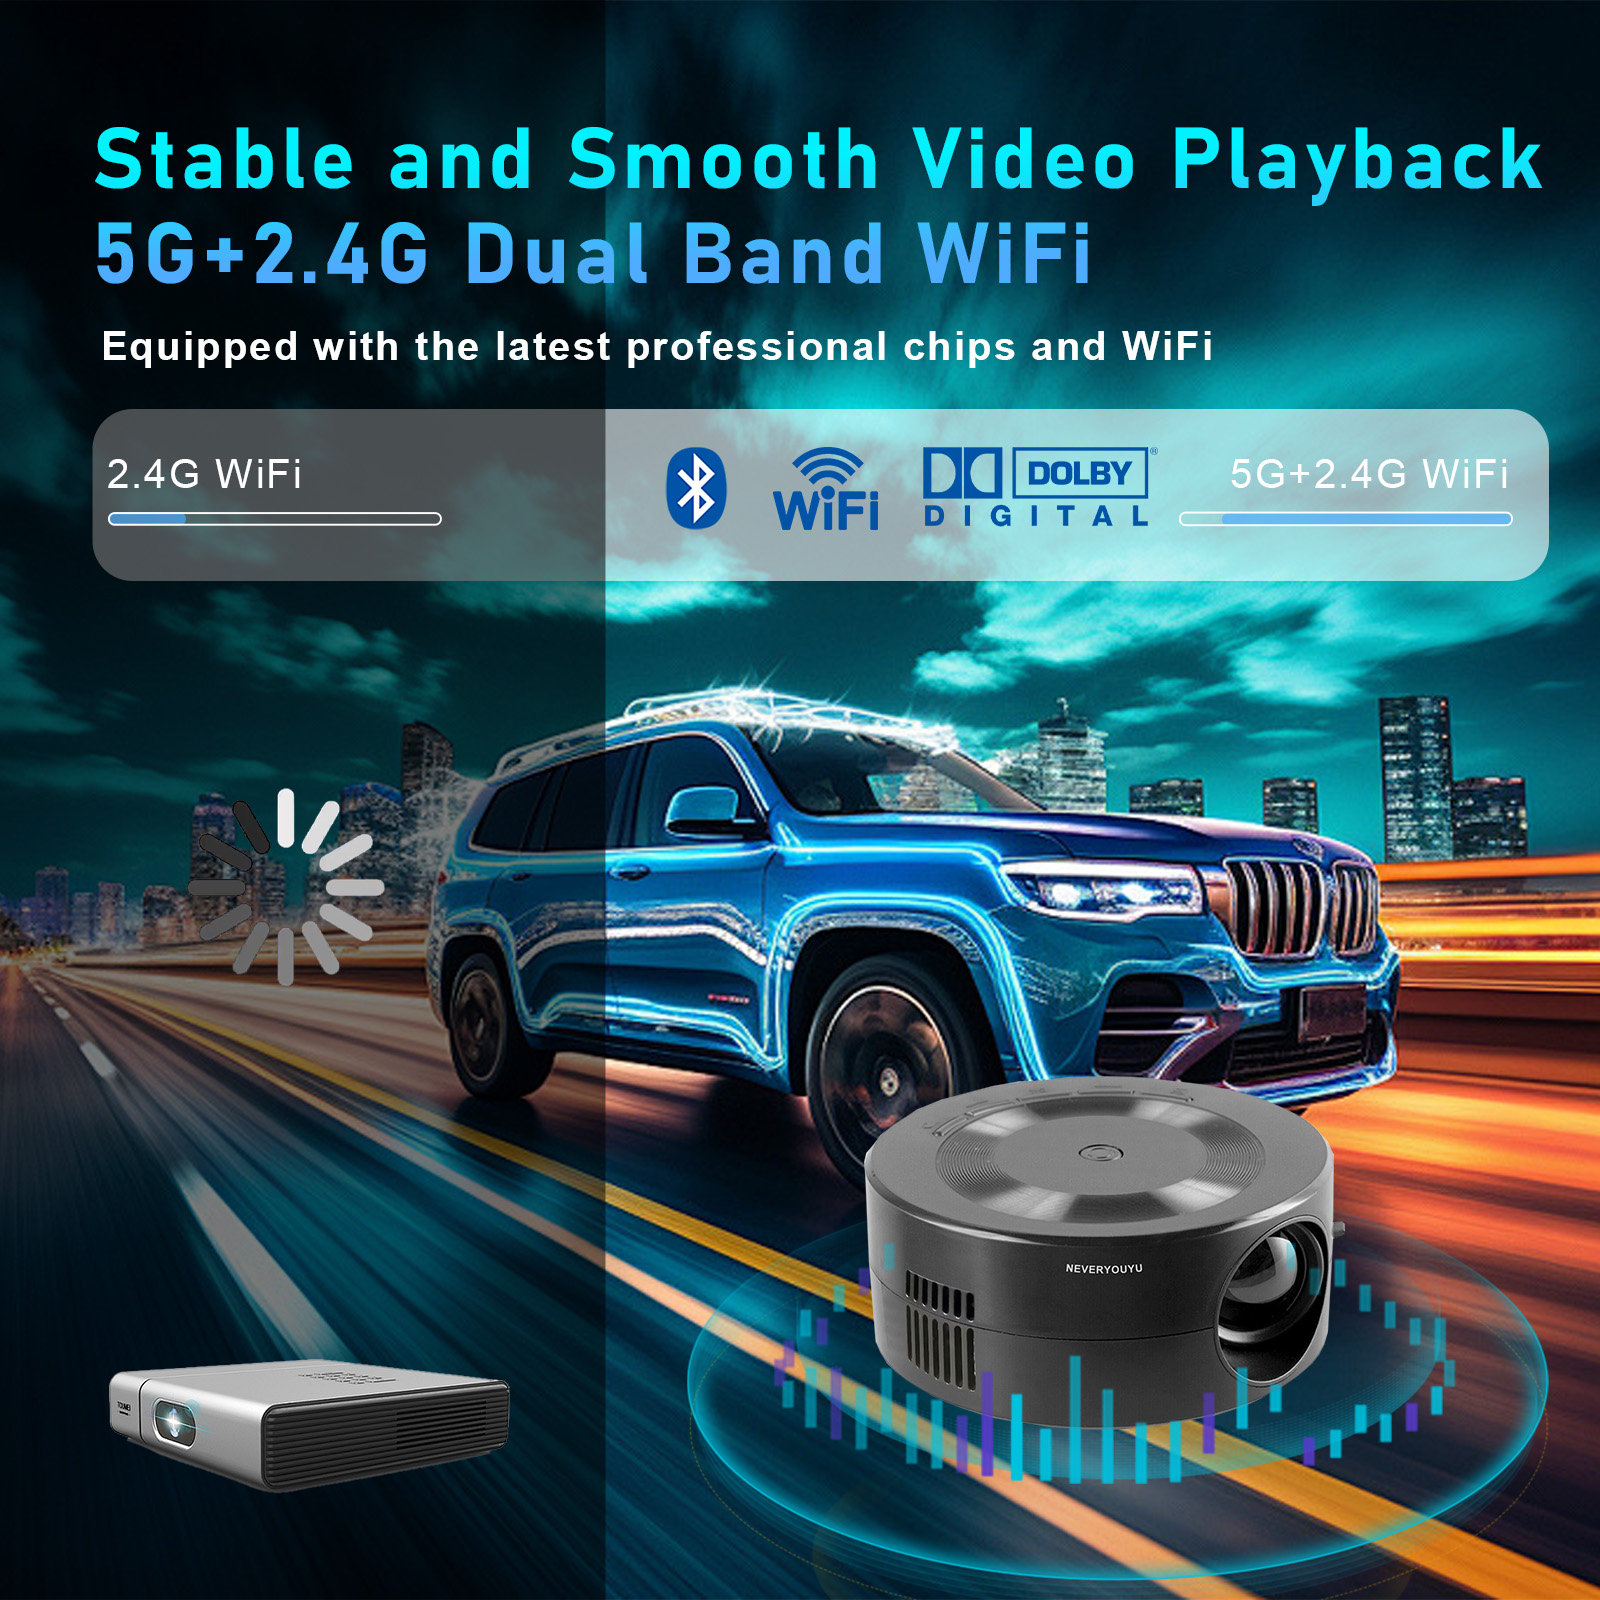 Stable and Smooth Video Playback
5G+2.4G Dual Band WiFi
Equipped with the latest professional chips and WiFi
2.4G WiFi
WiFi
DOLBY®
DIGITAL
5G+2.4G WiFi
NEVERYOUYU